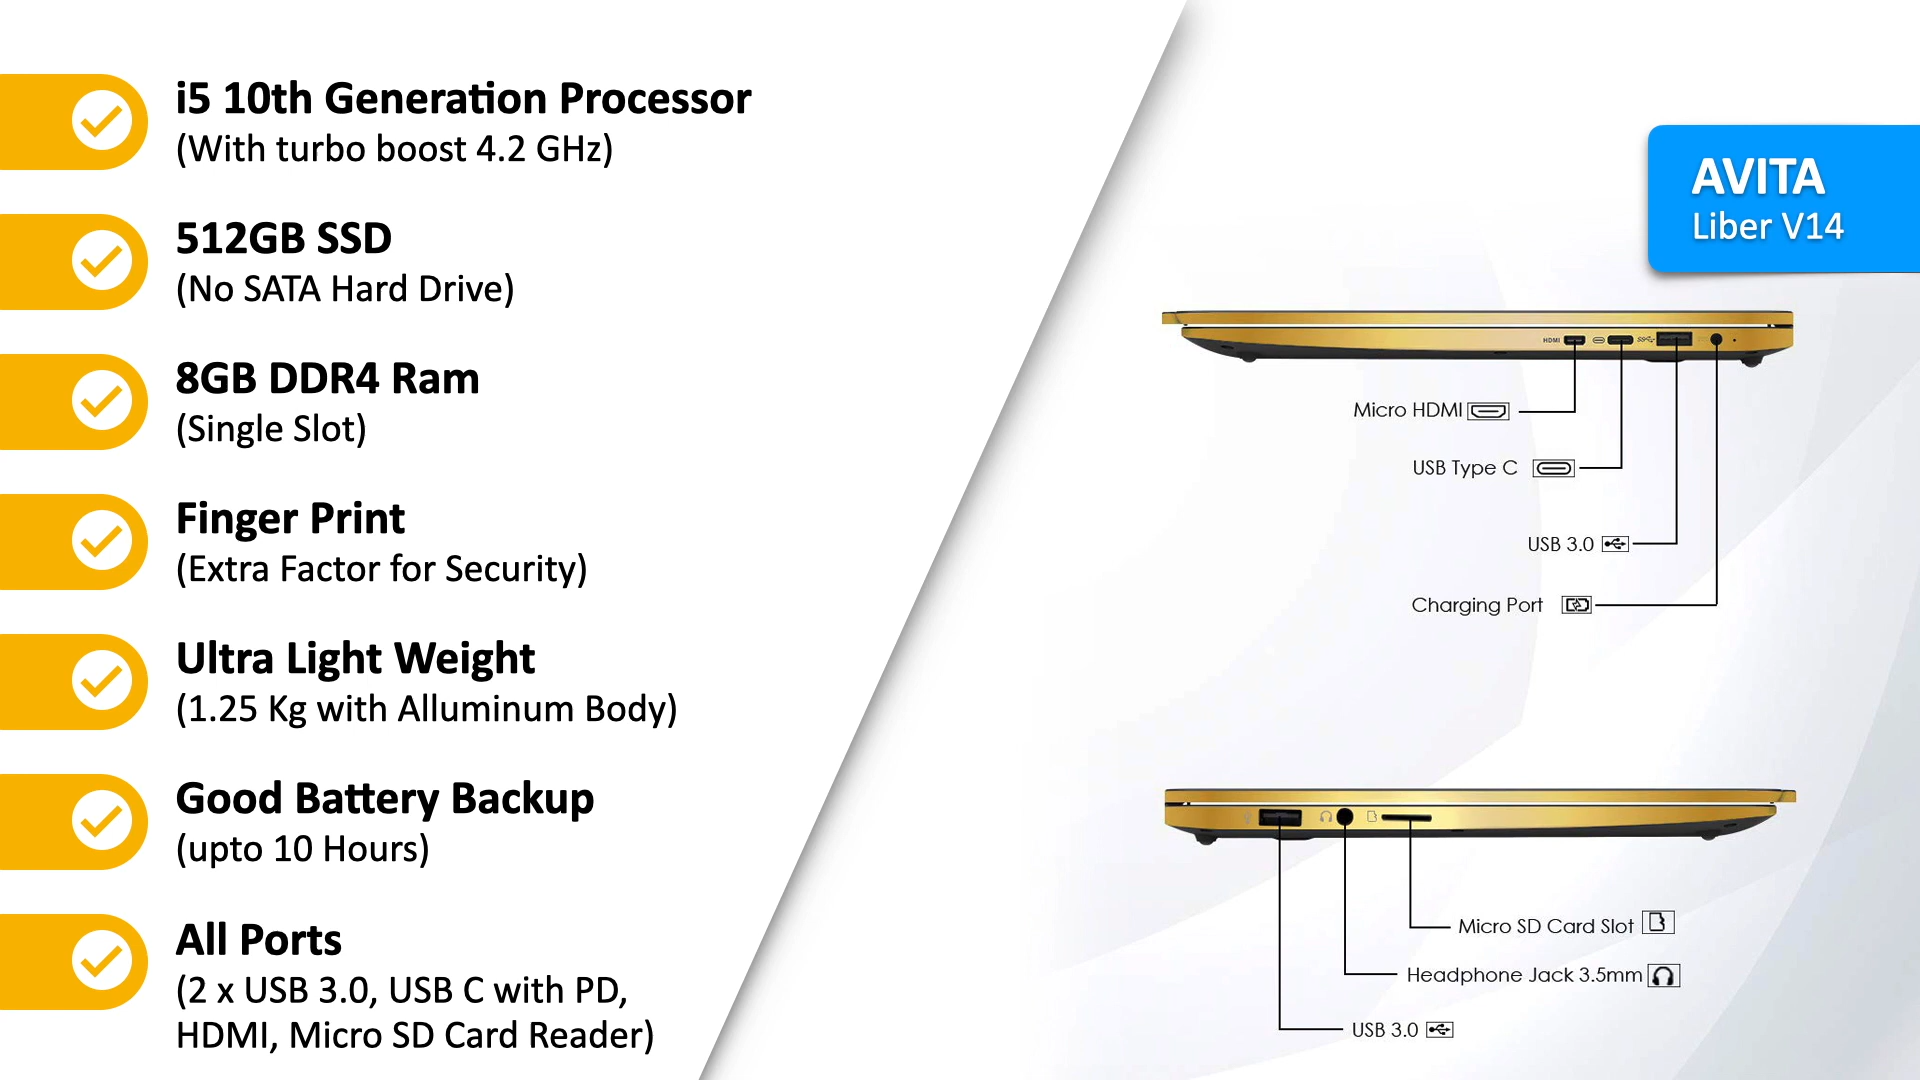 i5 10th Generation Processor
(With turbo boost 4.2 GHz)
512GB SSD
(No SATA Hard Drive)
8GB DDR4 Ram
(Single Slot)
Finger Print
(Extra Factor for Security)
Ultra Light Weight
(1.25 Kg with Alluminum Body)
Good Battery Backup
(upto 10 Hours)
All Ports
(2 x USB 3.0, USB C with PD,
HDMI, Micro SD Card Reader)
AVITA
Liber V14
HDMI
Micro HDMI
USB Type C
USB 3.0
Charging Port
Micro SD Card Slot
Headphone Jack 3.5mm
USB 3.0